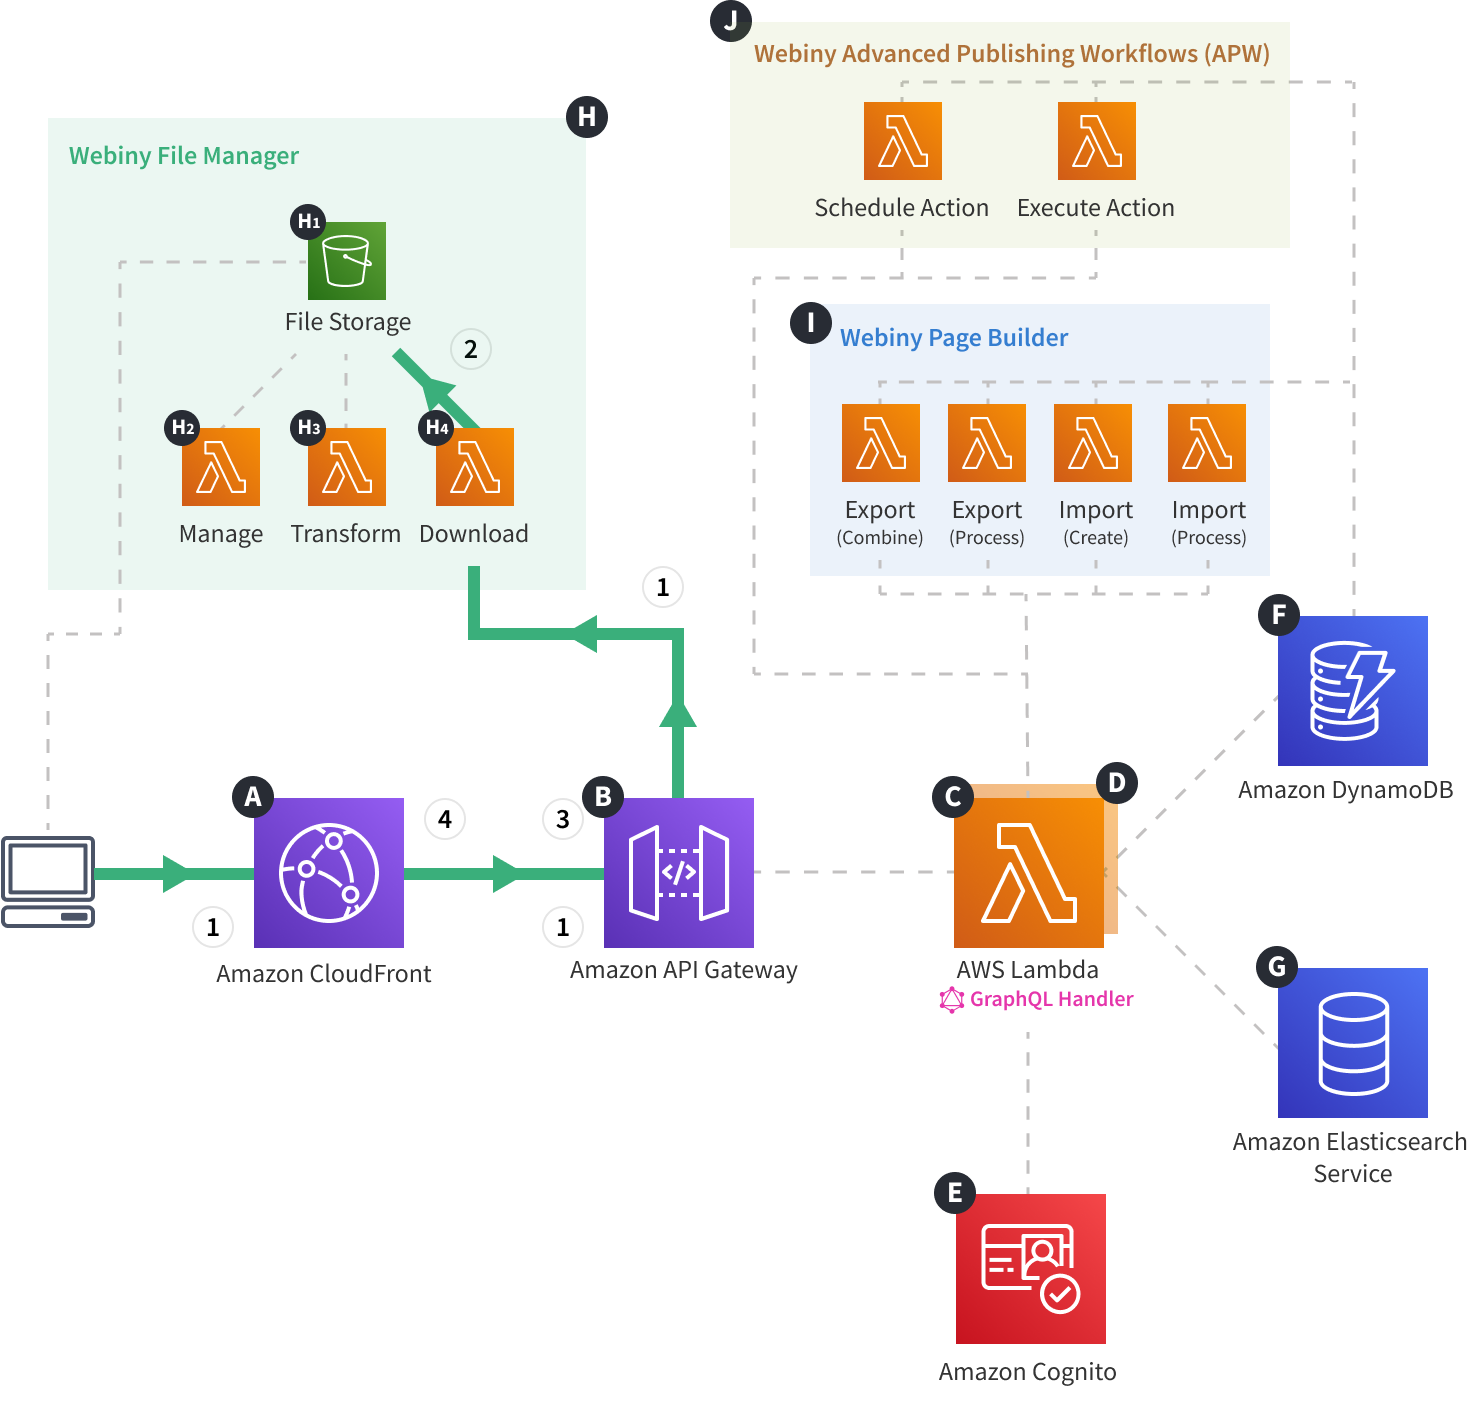 J
Webiny Advanced Publishing Workflows (APW)
Schedule Action
Execute Action
H
Webiny File Manager
H1
File Storage
2
H2
H3
H4
Manage
Transform
Download
I
Webiny Page Builder
Export
(Combine)
Export
(Process)
Import
(Create)
Import
(Process)
1
F
Amazon DynamoDB
A
4
3
B
</>
C
D
1
1
Amazon CloudFront
Amazon API Gateway
AWS Lambda
GraphQL Handler
G
Amazon Elasticsearch
Service
E
Amazon Cognito